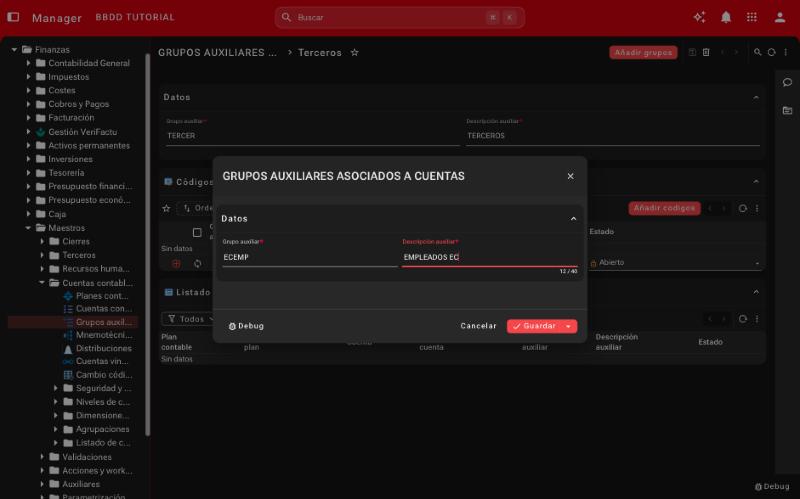 Manager BBDD TUTORIAL Buscar ⌘ K
Finanzas
Contabilidad General
Impuestos
Costes
Cobros y Pagos
Facturación
Gestión VeriFactu
Activos permanentes
Inversiones
Tesorería
Presupuesto financi...
Presupuesto econó...
Caja
Maestros
Cierres
Terceros
Recursos huma...
Cuentas contabl...
Planes cont...
Cuentas con...
Grupos auxil...
Mnemotécni...
Distribuciones
Cuentas vin...
Cambio códi...
Seguridad y ...
Niveles de c...
Dimensione...
Agrupaciones
Listado de c...
Validaciones
Acciones y work...
Auxiliares
Parametrización
GRUPOS AUXILIARES ... > Terceros Añadir grupos
Datos
Grupo auxiliar* Descripción auxiliar*
TERCER TERCEROS
Códigos
Orde Añadir codigos
Estado
Sin datos
Abierto
Listado
Todos
Plan contable
plan
cuenta
auxiliar
Descripción auxiliar
Estado
Sin datos
GRUPOS AUXILIARES ASOCIADOS A CUENTAS
Datos
Grupo auxiliar* Descripción auxiliar*
ECEMP EMPLEADOS EC
12 / 40
Debug Cancelar Guardar
Debug